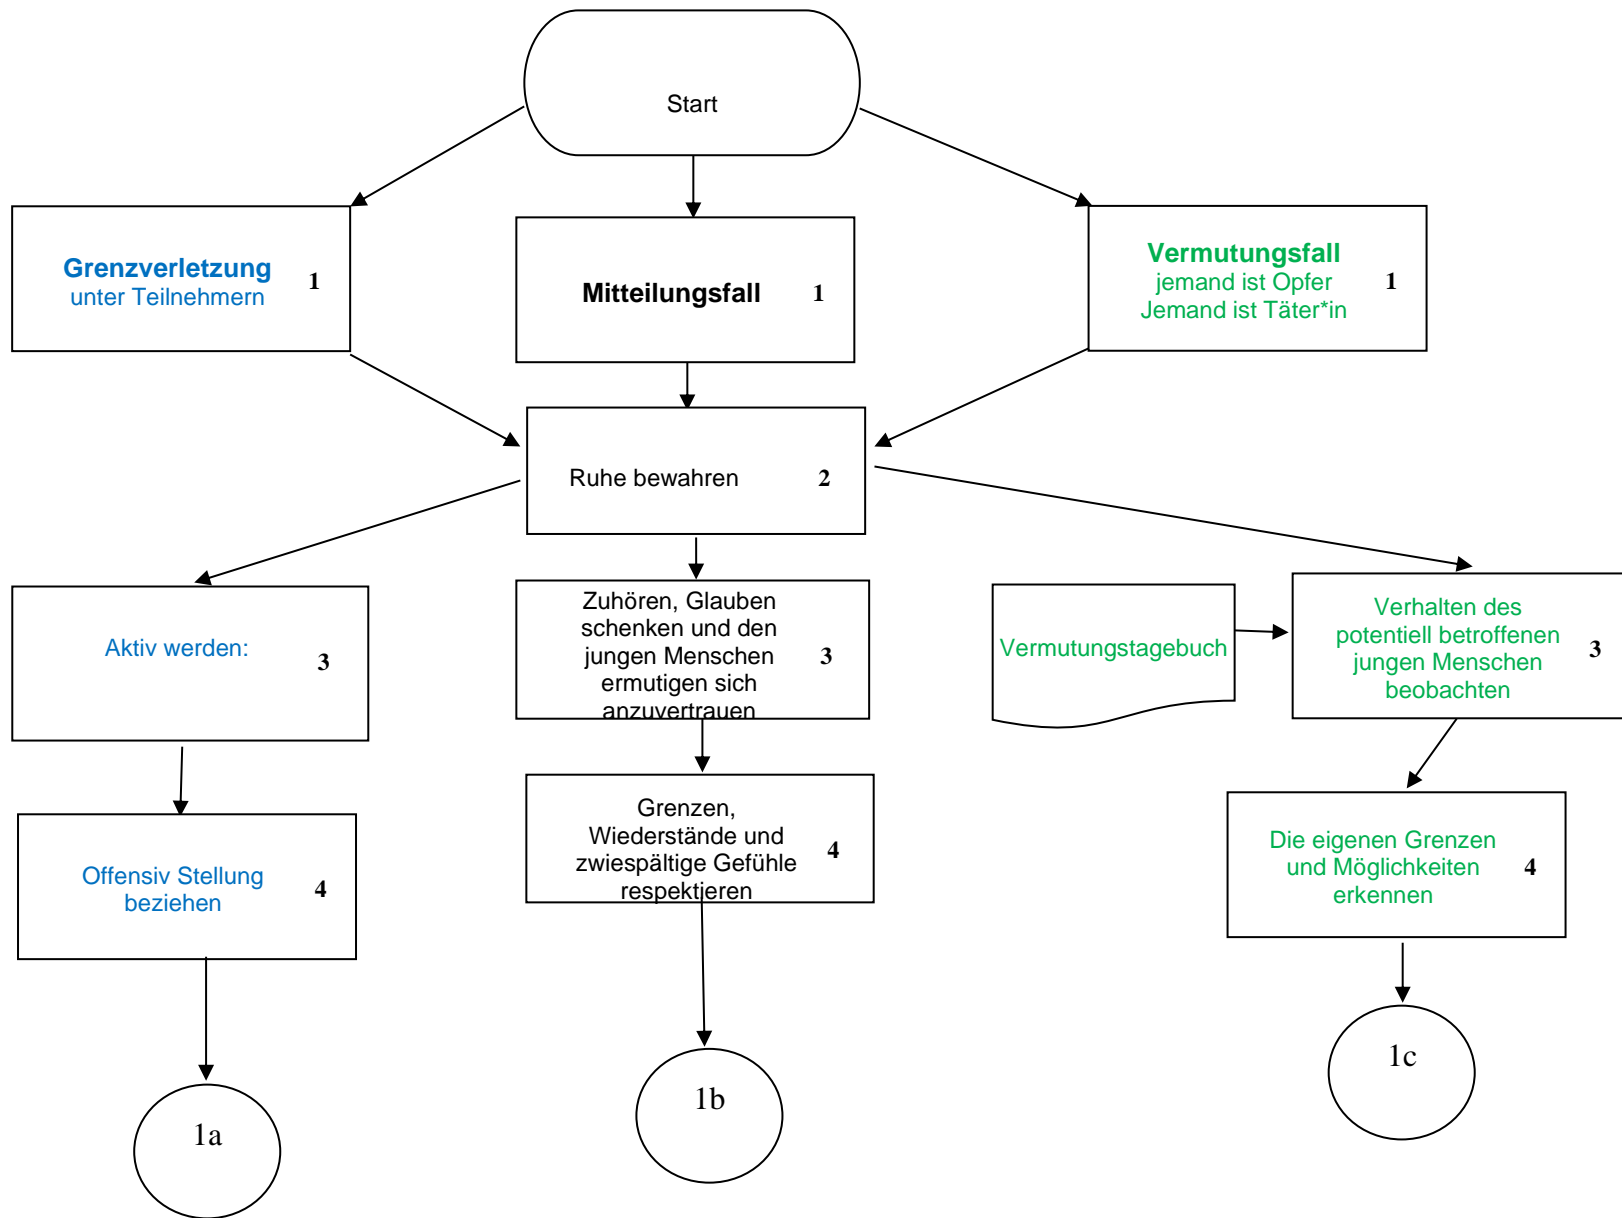 Start
Grenzverletzung
unter Teilnehmern
1
Mitteilungsfall
1
Vermutungsfall
jemand ist Opfer
Jemand ist Täter*in
1
Ruhe bewahren
2
Aktiv werden:
3
Zuhören, Glauben
schenken und den
jungen Menschen
ermutigen sich
anzuvertrauen
3
Vermutungstagebuch
Verhalten des
potentiell betroffenen
jungen Menschen
beobachten
3
Offensiv Stellung
beziehen
4
Grenzen,
Wiederstände und
zwiespältige Gefühle
respektieren
4
Die eigenen Grenzen
und Möglichkeiten
erkennen
4
1a
1b
1c